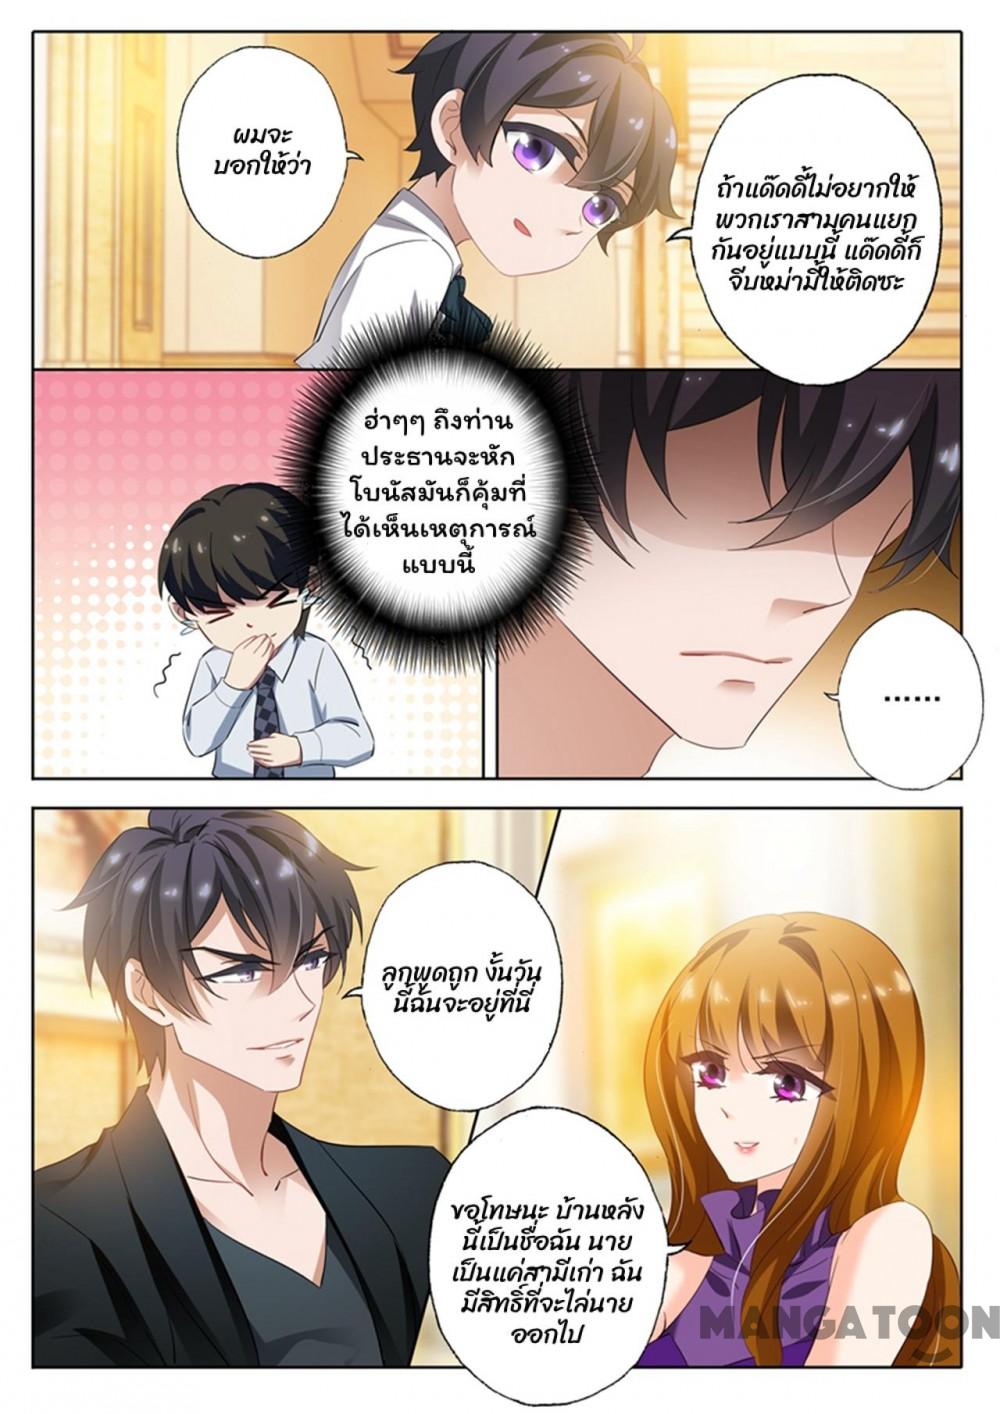 ผมจะ
บอกให้ว่า
ถ้าแด๊ดดี้ไม่อยากให้
พวกเราสามคนแยก
กันอยู่แบบนี้ แด๊ดดี้ก็
จีบหม่ามี้ให้ติดซะ
ฮ่าๆๆ ถึงท่าน
ประธานจะหัก
โบนัสมันก็คุ้มที่
ได้เห็นเหตุการณ์
แบบนี้
......
ลูกพูดถูก งั้นวัน
นี้ฉันจะอยู่ที่นี่
ขอโทษนะ บ้านหลัง
นี้เป็นชื่อฉัน นาย
เป็นแค่สามีเก่า ฉัน
มีสิทธิ์ที่จะไล่นาย
ออกไป
MANGATOON